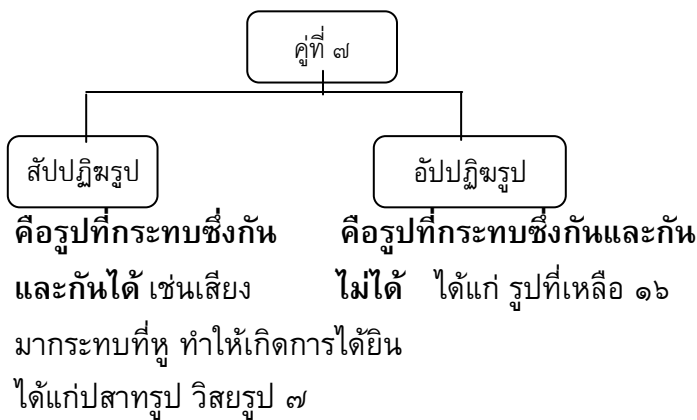 คู่ที่ ๗
สัปปฏิฆรูป
อัปปฏิฆรูป
คือรูปที่กระทบซึ่งกัน
และกันได้ เช่นเสียง
มากระทบที่หู ทำให้เกิดการได้ยิน
ได้แก่ปสาทรูป วิสยรูป ๗
คือรูปที่กระทบซึ่งกันและกัน
ไม่ได้ ได้แก่ รูปที่เหลือ ๑๖